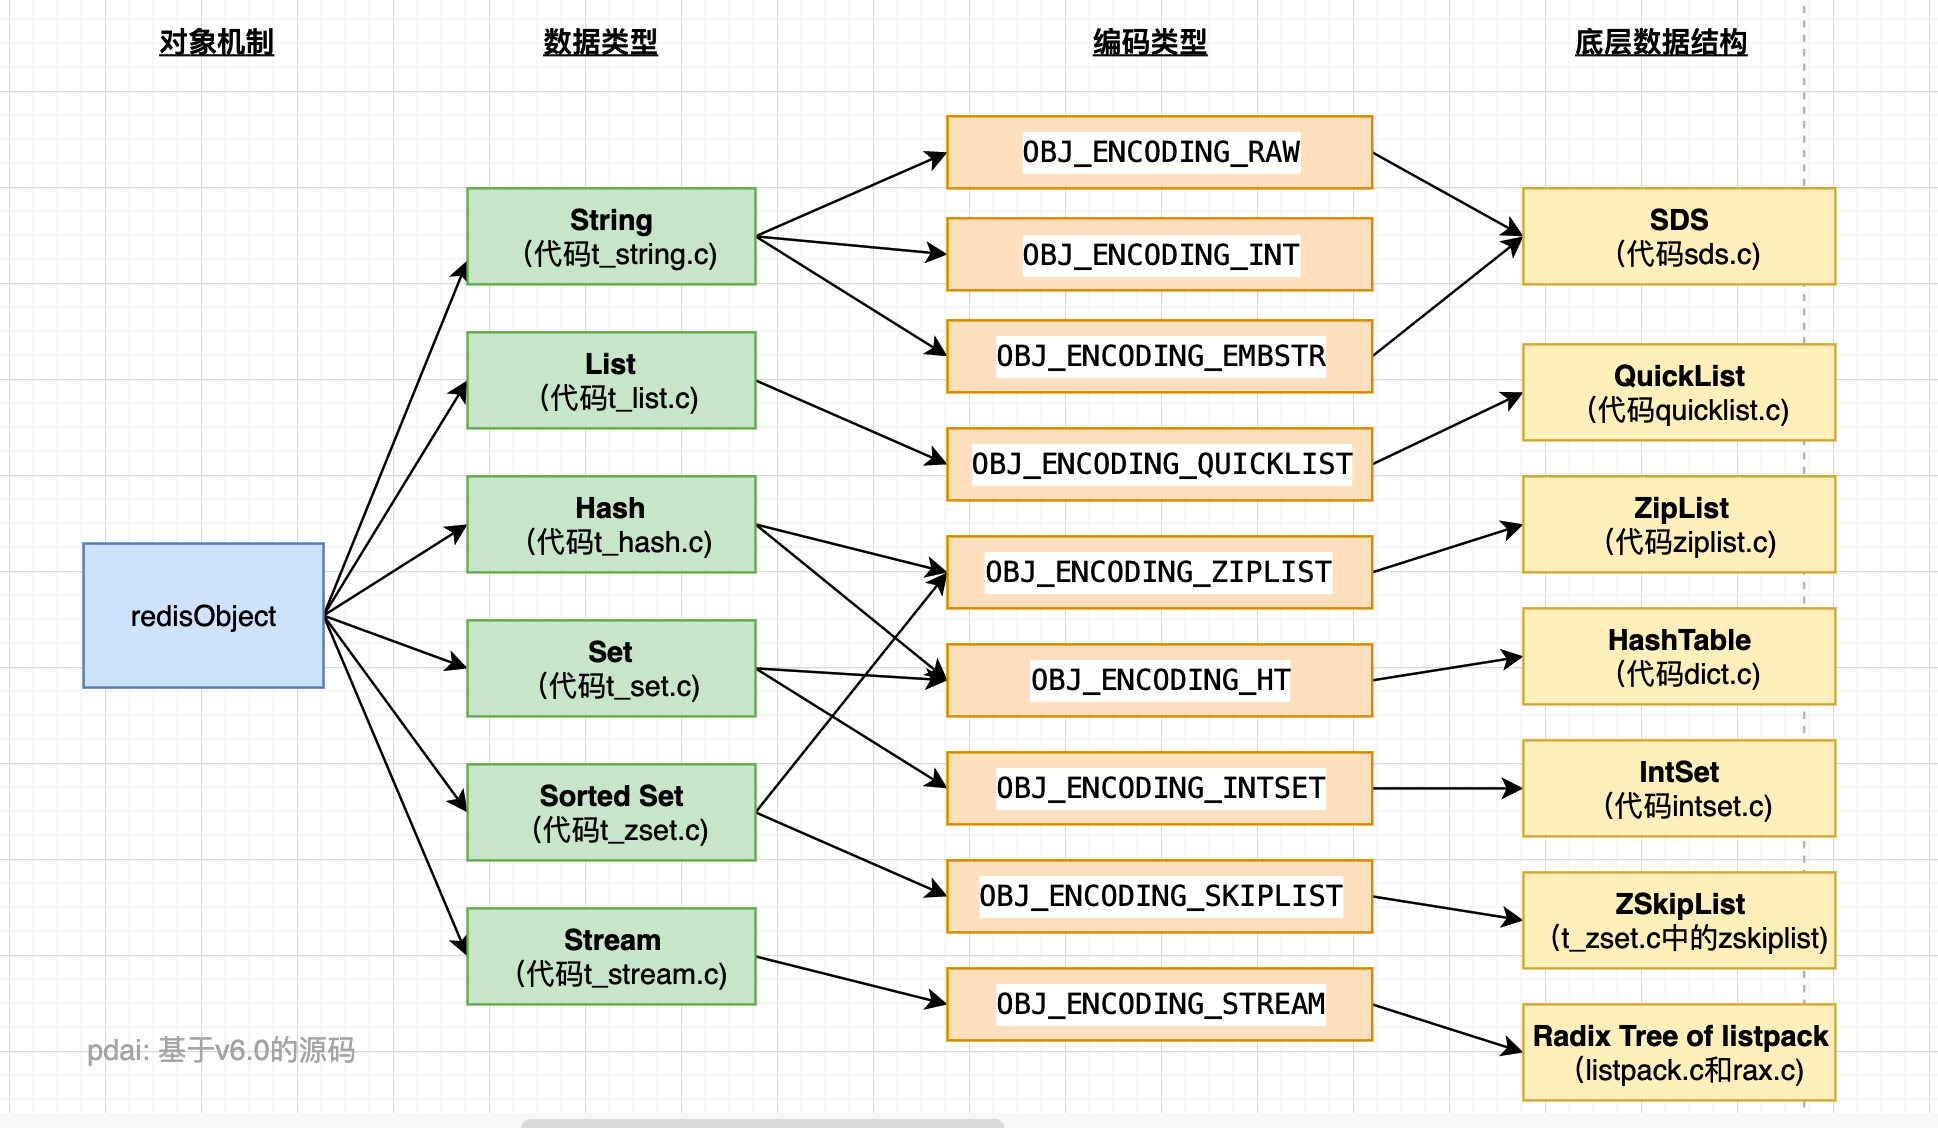 对象机制
数据类型
编码类型
底层数据结构
redisObject
String
(代码t_string.c)
List
(代码t_list.c)
Hash
(代码t_hash.c)
Set
(代码t_set.c)
Sorted Set
(代码t_zset.c)
Stream
(代码t_stream.c)
OBJ_ENCODING_RAW
OBJ_ENCODING_INT
OBJ_ENCODING_EMBSTR
OBJ_ENCODING_QUICKLIST
OBJ_ENCODING_ZIPLIST
OBJ_ENCODING_HT
OBJ_ENCODING_INTSET
OBJ_ENCODING_SKIPLIST
OBJ_ENCODING_STREAM
SDS
(代码sds.c)
QuickList
(代码quicklist.c)
ZipList
(代码ziplist.c)
HashTable
(代码dict.c)
IntSet
(代码intset.c)
ZSkipList
(t_zset.c中的zskiplist)
Radix Tree of listpack
(listpack.c和rax.c)
pdai: 基于v6.0的源码